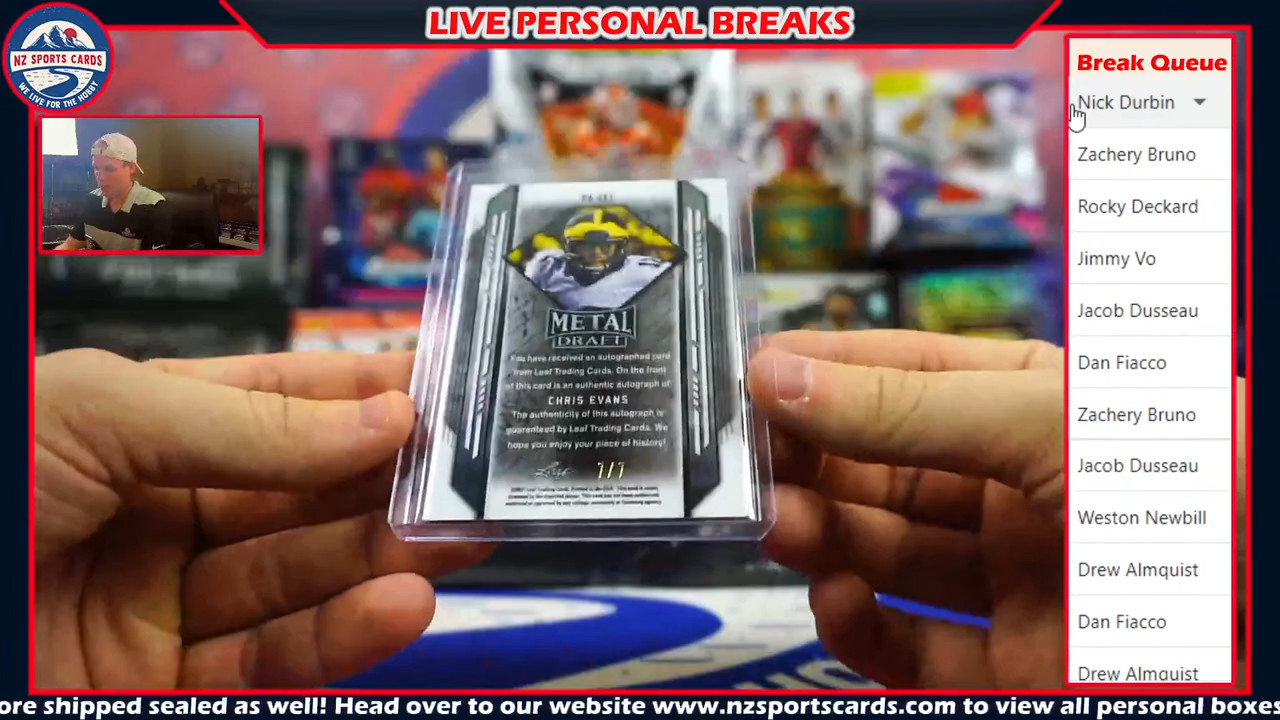 LIVE PERSONAL BREAKS
NZ SPORTS CARDS
WE LIVE FOR THE HOBBY
Break Queue
Nick Durbin
Zachery Bruno
Rocky Deckard
Jimmy Vo
Jacob Dusseau
Dan Fiacco
Zachery Bruno
Jacob Dusseau
Weston Newbill
Drew Almquist
Dan Fiacco
Drew Almquist
METAL
DRAFT
You have received an autographed card
from Leaf Trading Cards. On the front
of this card is an authentic autograph of
CHRIS EVANS
The authenticity of this autograph is
guaranteed by Leaf Trading Cards. We
hope you enjoy your piece of history!
Leaf
7/7
ore shipped sealed as well! Head over to our website www.nzsportscards.com to view all personal boxes